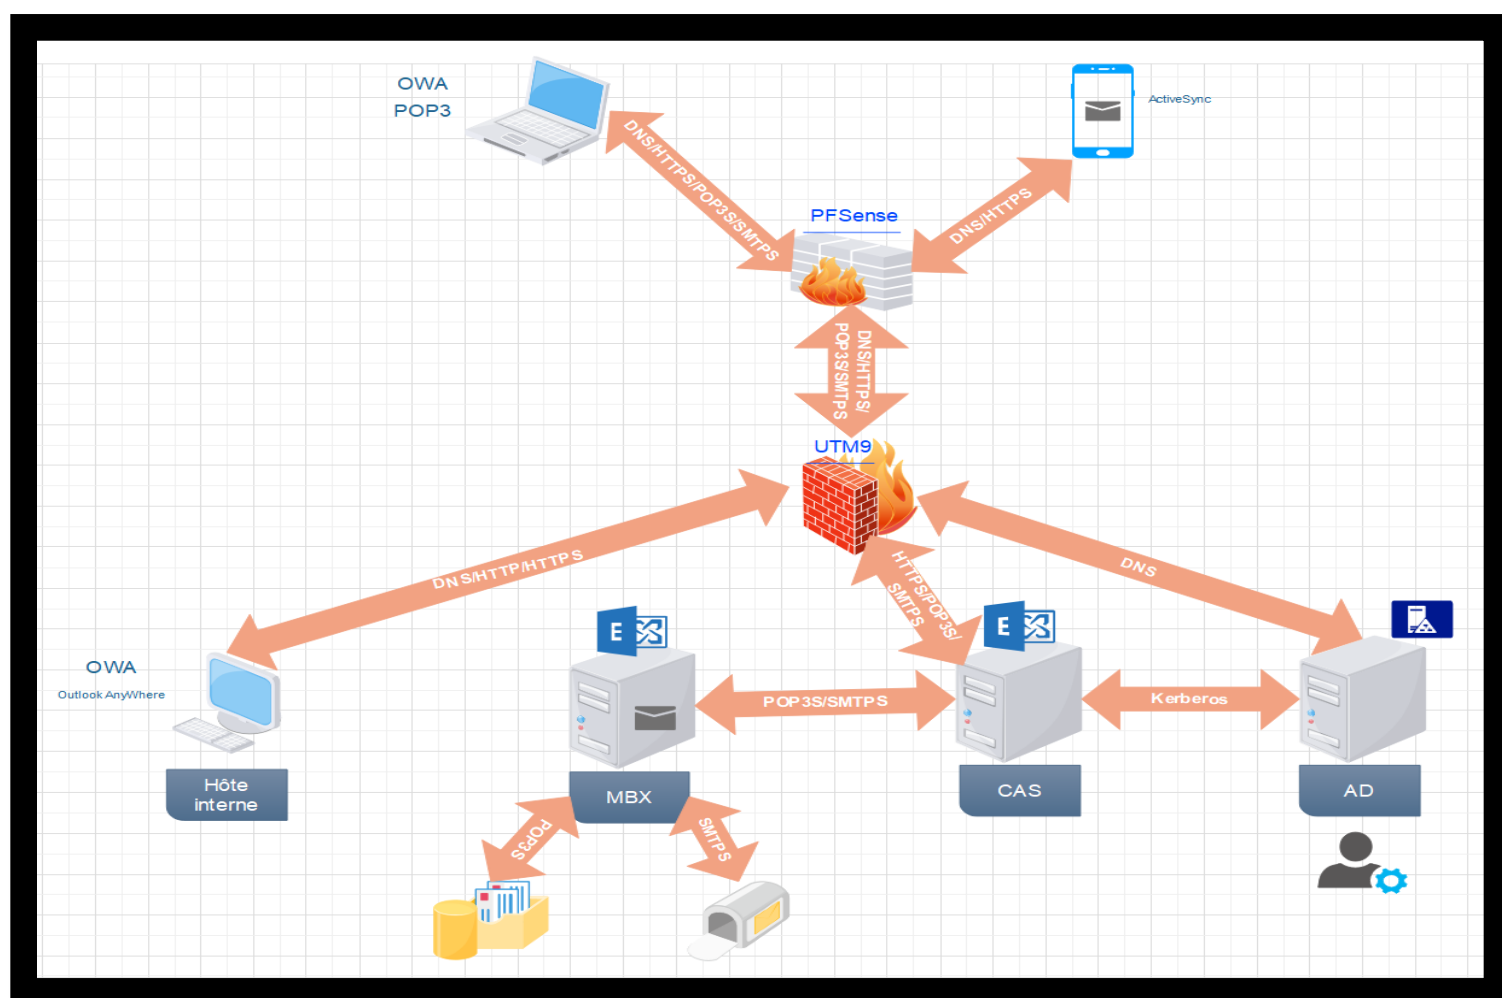 OWA
POP3
ActiveSync
DNS/HTTPS/POP3S/SMTPS
DNS/HTTPS
PFSense
DNS/HTTPS/
POP3S/SMTPS
UTM9
DNS/HTTP/HTTPS
HTTPS/POP3S/
SMTPS
DNS
E
E
OWA
Outlook AnyWhere
POP3S/SMTPS
Kerberos
Hôte
interne
MBX
CAS
AD
POP3S
SMTPS